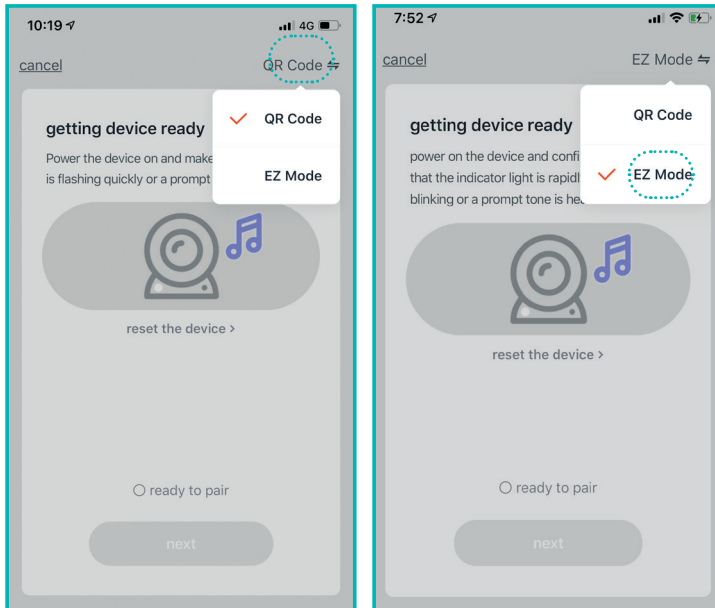 10:19
4G
cancel
QR Code
getting device ready
QR Code
Power the device on and make
is flashing quickly or a prompt
EZ Mode
reset the device >
ready to pair
next
7:52
cancel
EZ Mode
getting device ready
QR Code
power on the device and confi
that the indicator light is rapidl
EZ Mode
blinking or a prompt tone is hea
reset the device >
ready to pair
next